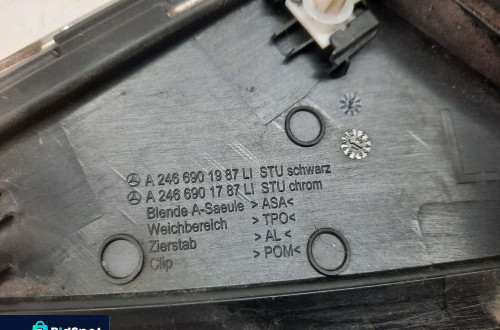 A 246 690 19 87 LI STU schwarz
A 246 690 17 87 LI STU chrom
Blende A-Saeule > ASA<
Weichbereich > TPO<
Zierstab > AL <
Clip > POM<